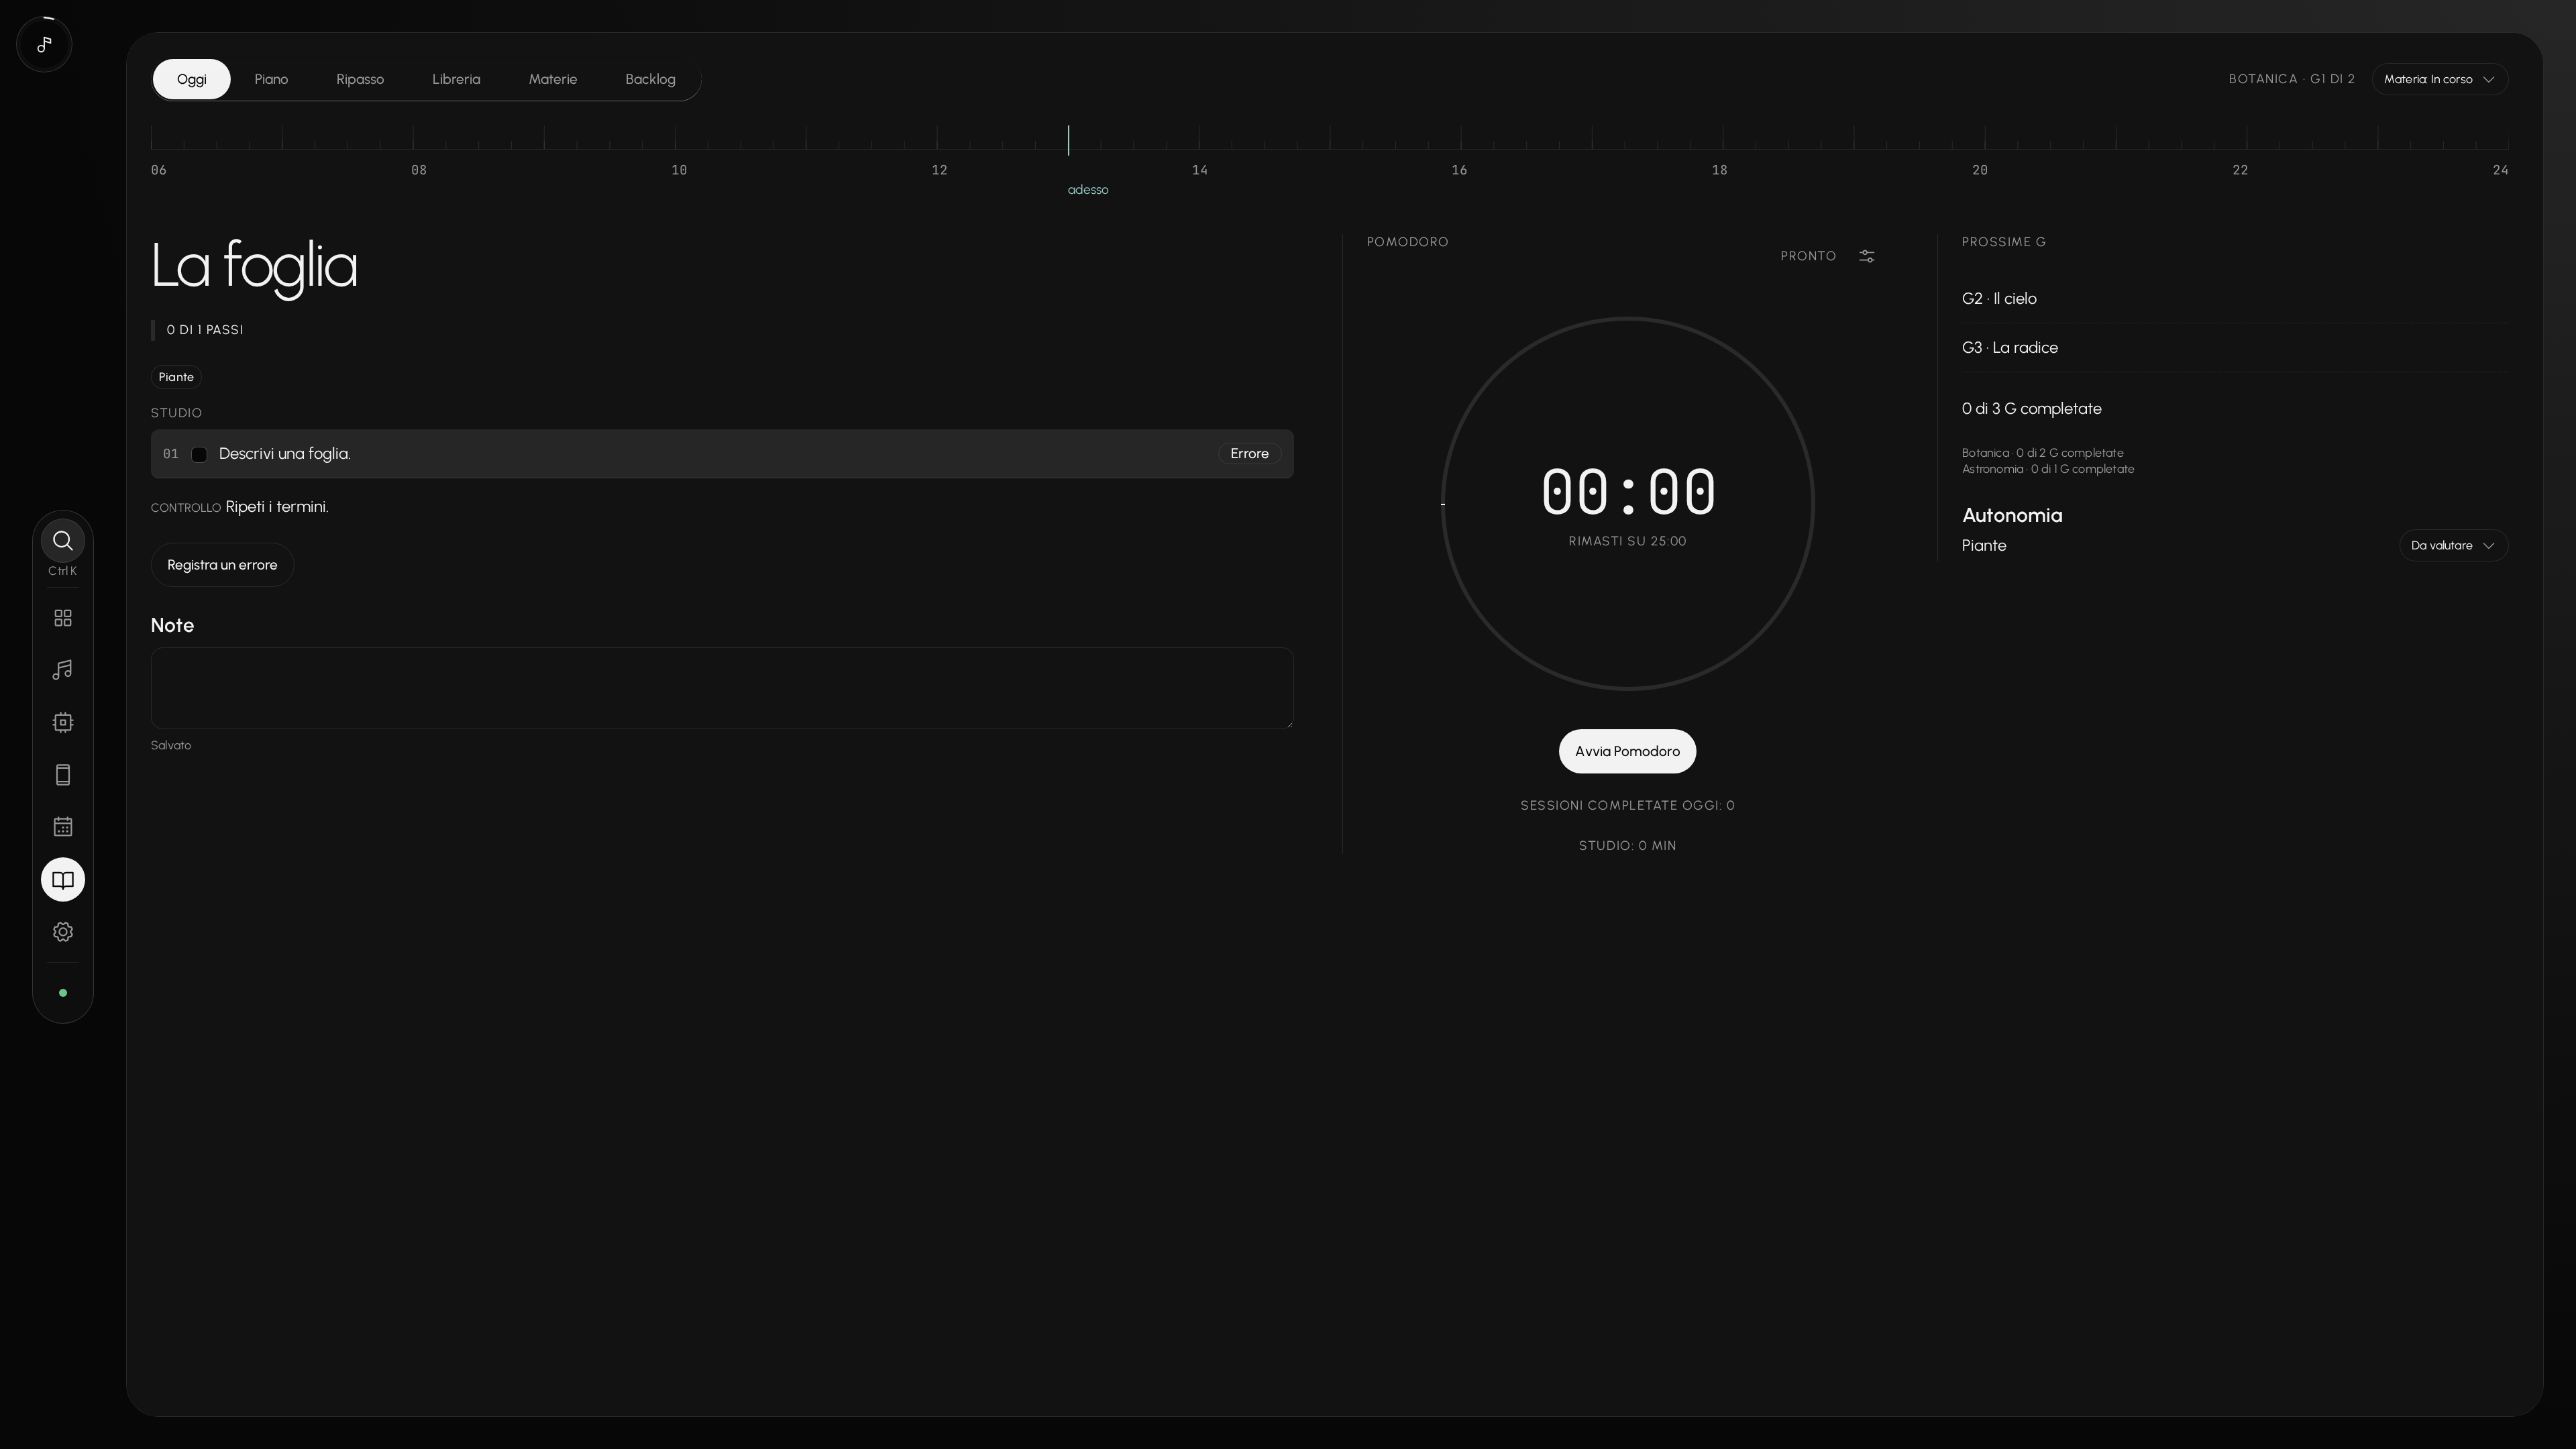 Oggi
Piano
Ripasso
Libreria
Materie
Backlog
BOTANICA · G1 DI 2
Materia: In corso
06
08
10
12
14
16
18
20
22
24
adesso
La foglia
0 DI 1 PASSI
Piante
STUDIO
01 Descrivi una foglia.
Errore
CONTROLLO Ripeti i termini.
Registra un errore
Note
Salvato
POMODORO
PRONTO
00:00
RIMASTI SU 25:00
Avvia Pomodoro
SESSIONI COMPLETATE OGGI: 0
STUDIO: 0 MIN
PROSSIME G
G2 · Il cielo
G3 · La radice
0 di 3 G completate
Botanica · 0 di 2 G completate
Astronomia · 0 di 1 G completate
Autonomia
Piante
Da valutare
Ctrl K